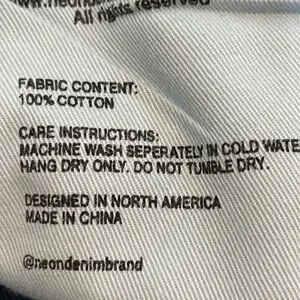 All rights reserved
FABRIC CONTENT:
100% COTTON
CARE INSTRUCTIONS:
MACHINE WASH SEPERATELY IN COLD WATE
HANG DRY ONLY. DO NOT TUMBLE DRY.
DESIGNED IN NORTH AMERICA
MADE IN CHINA
@neondenimbrand